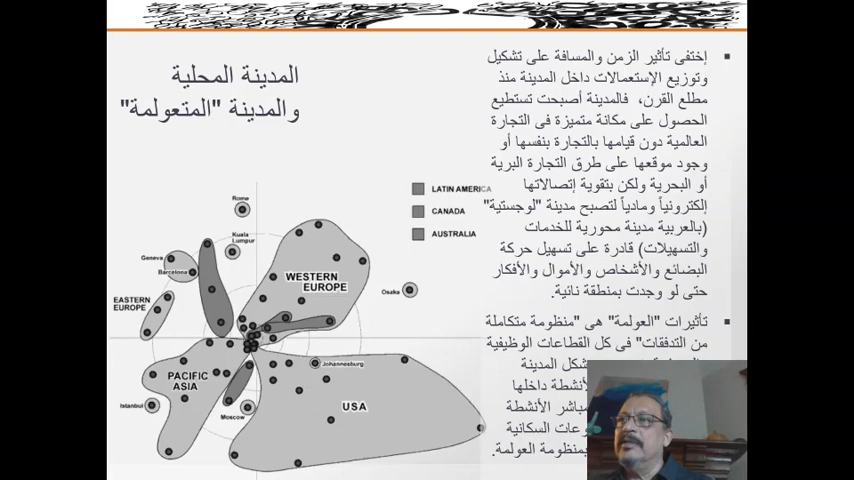 المدينة المحلية
والمدينة "المتعولمة"
إختفى تأثير الزمن والمسافة على تشكيل
وتوزيع الإستعمالات داخل المدينة منذ
مطلع القرن، فالمدينة أصبحت تستطيع
الحصول على مكانة متميزة فى التجارة
العالمية دون قيامها بالتجارة بنفسها أو
وجود موقعها على طرق التجارة البرية
أو البحرية ولكن بتقوية إتصالاتها
إلكترونياً ومادياً لتصبح مدينة "لوجستية"
(بالعربية مدينة محورية للخدمات
والتسهيلات) قادرة على تسهيل حركة
البضائع والأشخاص والأموال والأفكار
حتى لو وجدت بمنطقة نائية.
تأثيرات "العولمة" هى "منظومة متكاملة
من التدفقات" فى كل القطاعات الوظيفية
شكل المدينة
الأنشطة داخلها
مباشر الأنشطة
السكانية
بمنظومة العولمة.
LATIN AMERICA
CANADA
AUSTRALIA
Rome
Kuala
Lumpur
Geneva
Barcelona
WESTERN
EUROPE
Osaka
EASTERN
EUROPE
Johannesburg
PACIFIC
ASIA
Istanbul
Moscow
USA